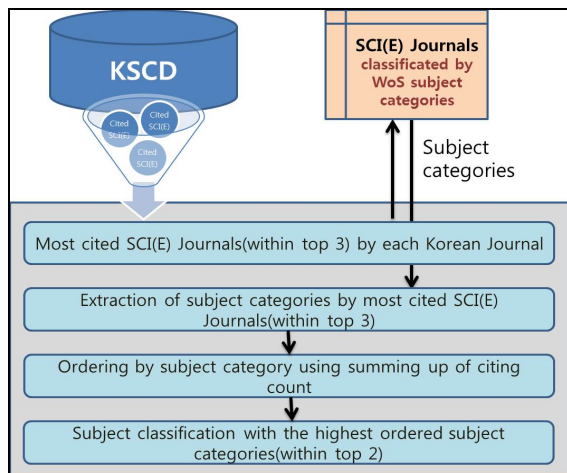 KSCD
SCI(E) Journals
classificated by
WoS subject
categories
Cited
SCI(E)
Cited
SCI(E)
Cited
SCI(E)
Subject
categories
Most cited SCI(E) Journals(within top 3) by each Korean Journal
Extraction of subject categories by most cited SCI(E)
Journals(within top 3)
Ordering by subject category using summing up of citing
count
Subject classification with the highest ordered subject
categories(within top 2)